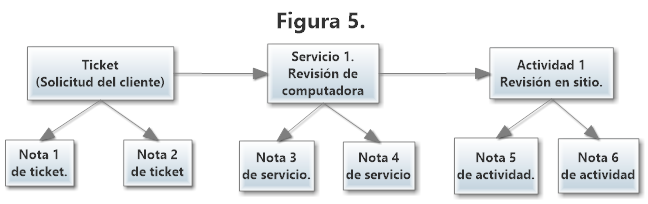 Figura 5.
Ticket
(Solicitud del cliente)
Servicio 1.
Revisión de
computadora
Actividad 1
Revisión en sitio.
Nota 1
de ticket.
Nota 2
de ticket
Nota 3
de servicio.
Nota 4
de servicio
Nota 5
de actividad.
Nota 6
de actividad